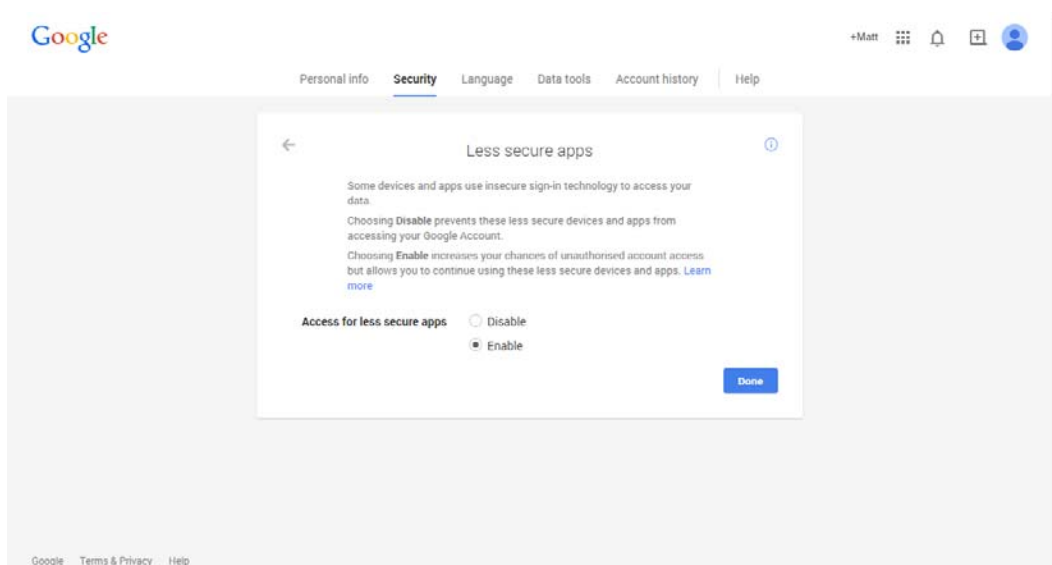 Google
+Matt
Personal info Security Language Data tools Account history Help
Less secure apps
Some devices and apps use insecure sign-in technology to access your
data.
Choosing Disable prevents these less secure devices and apps from
accessing your Google Account.
Choosing Enable increases your chances of unauthorised account access
but allows you to continue using these less secure devices and apps. Learn
more
Access for less secure apps Disable
Enable
Done
Google Terms & Privacy Help